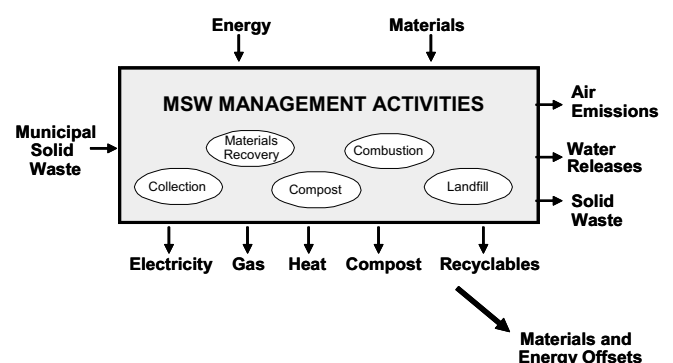 Energy
Materials
MSW MANAGEMENT ACTIVITIES
Air
Emissions
Municipal
Solid
Waste
Materials
Recovery
Combustion
Water
Releases
Collection
Compost
Landfill
Solid
Waste
Electricity
Gas
Heat
Compost
Recyclables
Materials and
Energy Offsets